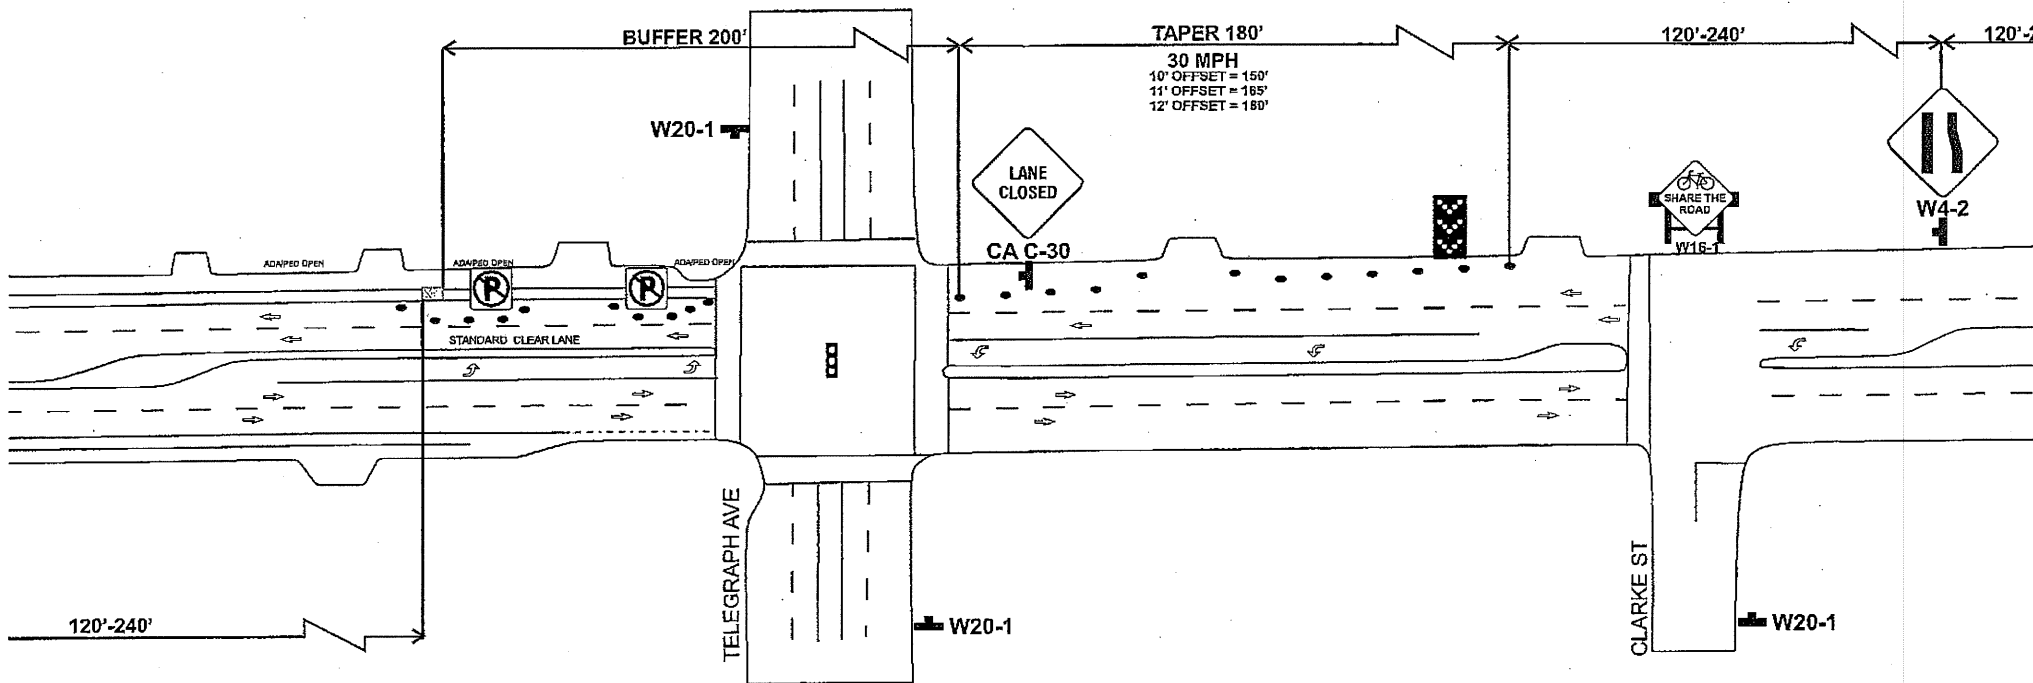 BUFFER 200'
TAPER 180'
120'-240'
120'-2
30 MPH
10' OFFSET = 150'
11' OFFSET = 165'
12' OFFSET = 180'
W20-1
LANE
CLOSED
SHARE THE
ROAD
W16-1
W4-2
CA C-30
ADA/PED OPEN
ADA/PED OPEN
ADA/PED OPEN
P
P
STANDARD CLEAR LANE
TELEGRAPH AVE
CLARKE ST
120'-240'
W20-1
W20-1